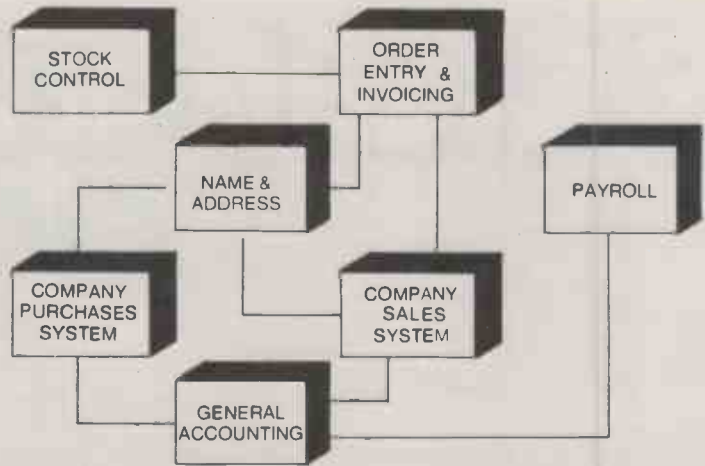 STOCK
CONTROL
ORDER
ENTRY &
INVOICING
NAME &
ADDRESS
PAYROLL
COMPANY
PURCHASES
SYSTEM
COMPANY
SALES
SYSTEM
GENERAL
ACCOUNTING